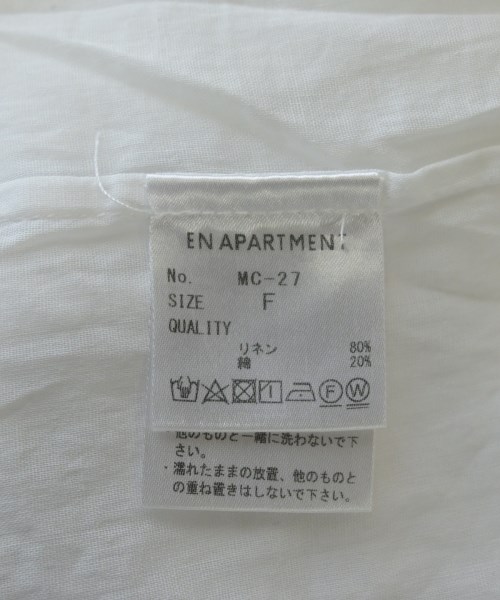 EN APARTMENT
No. MC-27
SIZE F
QUALITY
リネン 80%
綿 20%
F W
他のものと一緒に洗わないで下
さい。
・濡れたままの放置、他のものと
の重ね置きはしないで下さい。